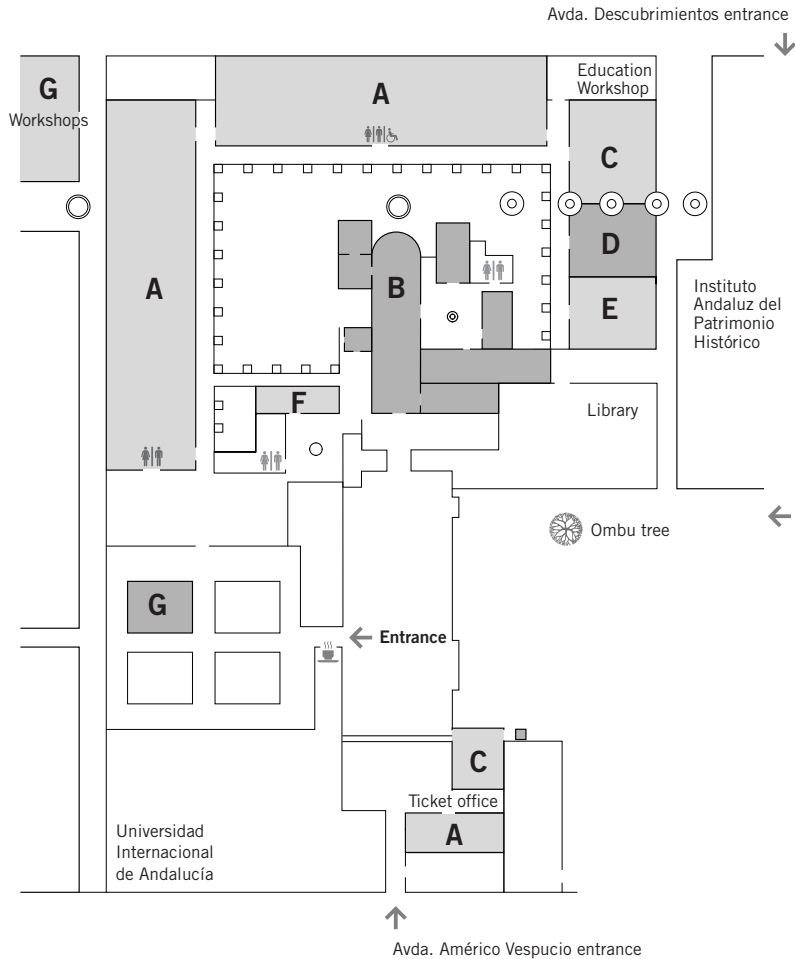 Avda. Descubrimientos entrance
G
Workshops
A
Education
Workshop
C
A
B
D
E
Instituto
Andaluz del
Patrimonio
Histórico
F
Library
Ombu tree
G
Entrance
C
Ticket office
A
Universidad
Internacional
de Andalucía
Avda. Américo Vespucio entrance